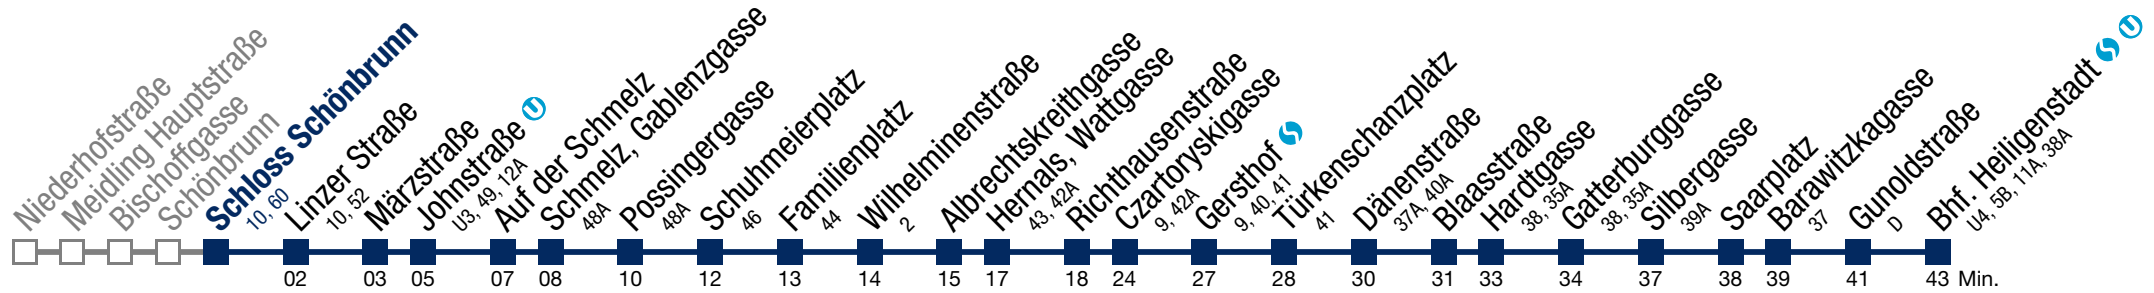 Niederhofstraße
Meidling Hauptstraße
Bischoffgasse
Schönbrunn
Schloss Schönbrunn
10, 60
Linzer Straße
10, 52
Märzstraße
Johnstraße U
U3, 49, 12A
Auf der Schmelz
Schmelz, Gablenzgasse
48A
Possingergasse
48A
Schuhmeierplatz
46
Familienplatz
44
Wilhelminenstraße
2
Albrechtskreithgasse
Hernals, Wattgasse
43, 42A
Richthausenstraße
Czartoryskigasse
9, 42A
Gersthof S
9, 40, 41
Türkenschanzplatz
41
Dänenstraße
37A, 40A
Blaasstraße
Hardtgasse
38, 35A
Gatterburggasse
38, 35A
Silbergasse
39A
Saarplatz
Barawitzkagasse
37
Gunoldstraße
D
Bhf. Heiligenstadt S U
U4, 5B, 11A, 38A
02 03 05 07 08 10 12 13 14 15 17 18 24 27 28 30 31 33 34 37 38 39 41 43 Min.